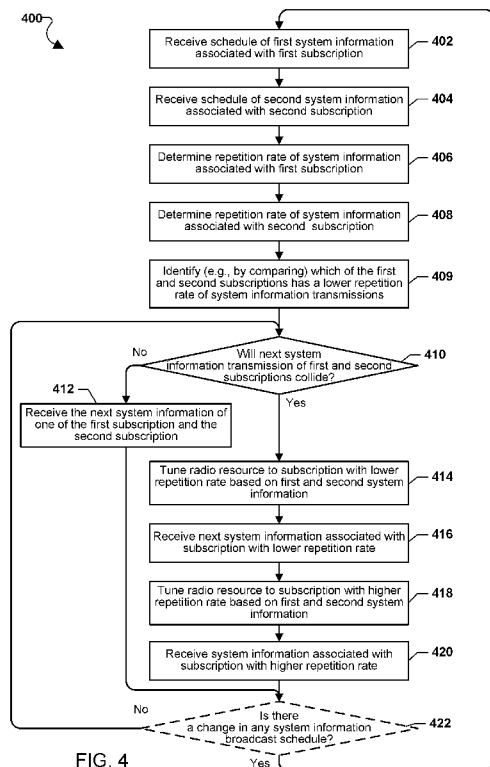 400
Receive schedule of first system information
associated with first subscription
402
Receive schedule of second system information
associated with second subscription
404
Determine repetition rate of system information
associated with first subscription
406
Determine repetition rate of system information
associated with second subscription
408
Identify (e.g., by comparing) which of the first
and second subscriptions has a lower repetition
rate of system information transmissions
409
Will next system
information transmission of first and second
subscriptions collide?
410
No
Yes
412
Receive the next system information of
one of the first subscription and the
second subscription
Tune radio resource to subscription with lower
repetition rate based on first and second system
information
414
Receive next system information associated with
subscription with lower repetition rate
416
Tune radio resource to subscription with higher
repetition rate based on first and second system
information
418
Receive system information associated with
subscription with higher repetition rate
420
No
Is there
a change in any system information
broadcast schedule?
422
Yes
FIG. 4